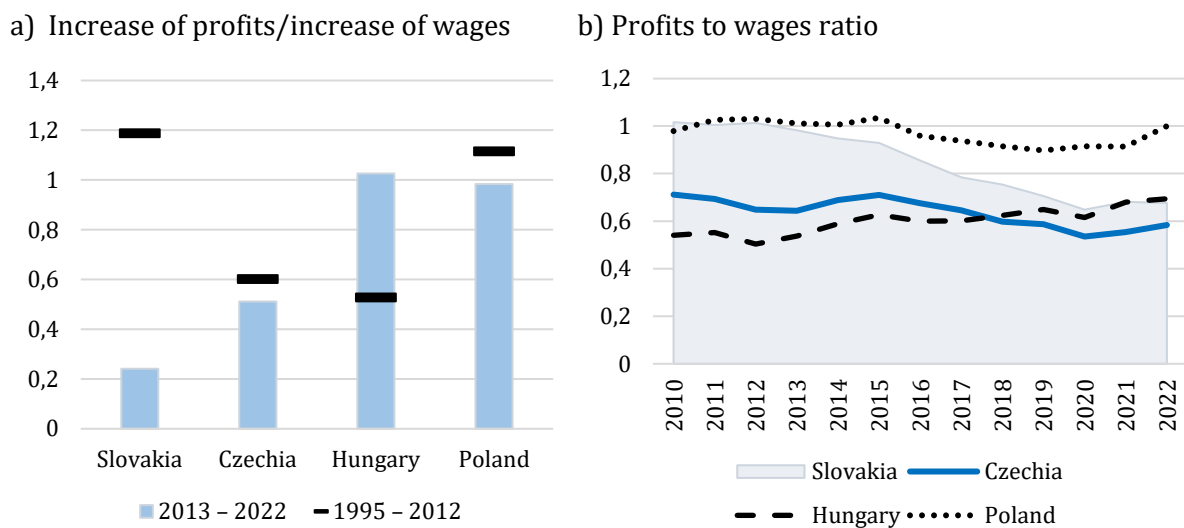 a) Increase of profits/increase of wages
1,4
1,2
1
0,8
0,6
0,4
0,2
0
Slovakia Czechia Hungary Poland
2013 – 2022 1995 – 2012
b) Profits to wages ratio
1,2
1
0,8
0,6
0,4
0,2
0
2010 2011 2012 2013 2014 2015 2016 2017 2018 2019 2020 2021 2022
Slovakia Czechia
Hungary Poland